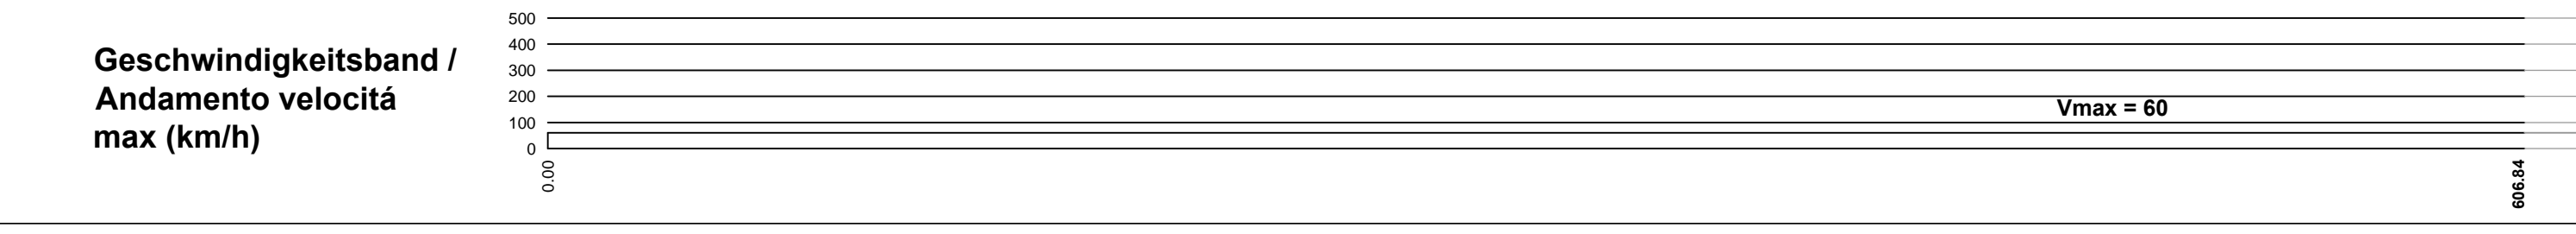 Geschwindigkeitsband /
Andamento velocitá
max (km/h)
500
400
300
200
100
0
Vmax = 60
0.00
606.84